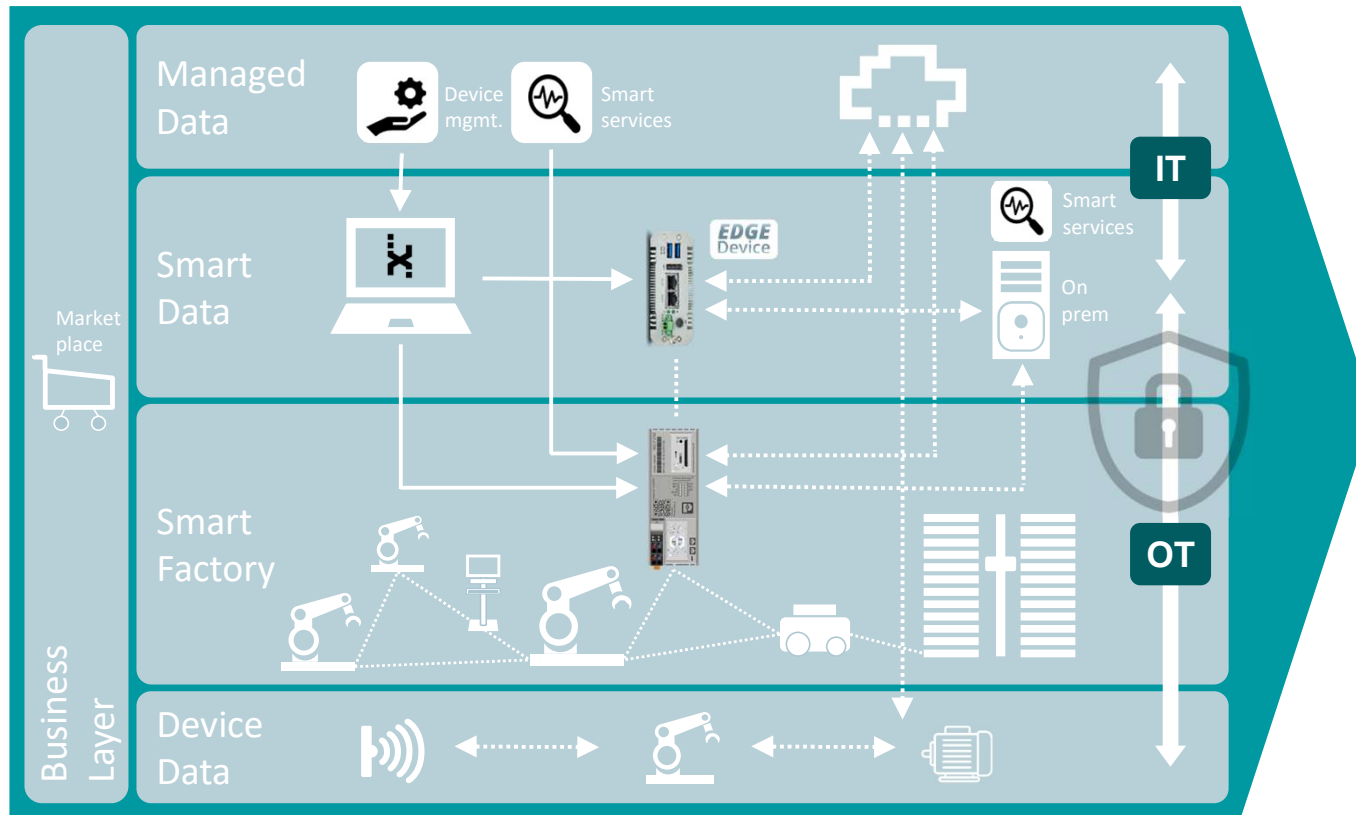 Managed
Data
Device
mgmt.
Smart
services
IT
Smart
services
EDGE
Device
Smart
Data
On
prem
Market
place
Smart
Factory
OT
Business
Layer
Device
Data